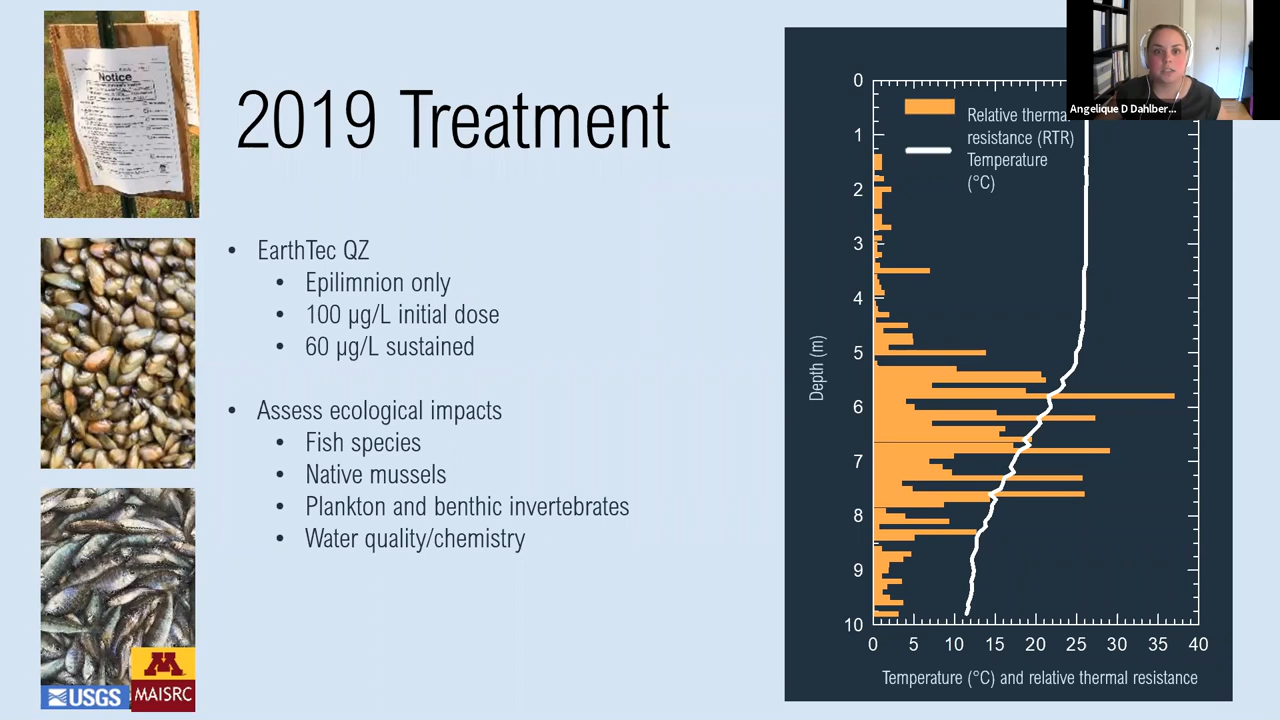 Notice
2019 Treatment
• EarthTec QZ
• Epilimnion only
• 100 µg/L initial dose
• 60 µg/L sustained
• Assess ecological impacts
• Fish species
• Native mussels
• Plankton and benthic invertebrates
• Water quality/chemistry
USGS
M
MAISRC
Angelique D Dahlber...
Relative therma
resistance (RTR)
Temperature
(°C)
Depth (m)
0
1
2
3
4
5
6
7
8
9
10
0 5 10 15 20 25 30 35 40
Temperature (°C) and relative thermal resistance